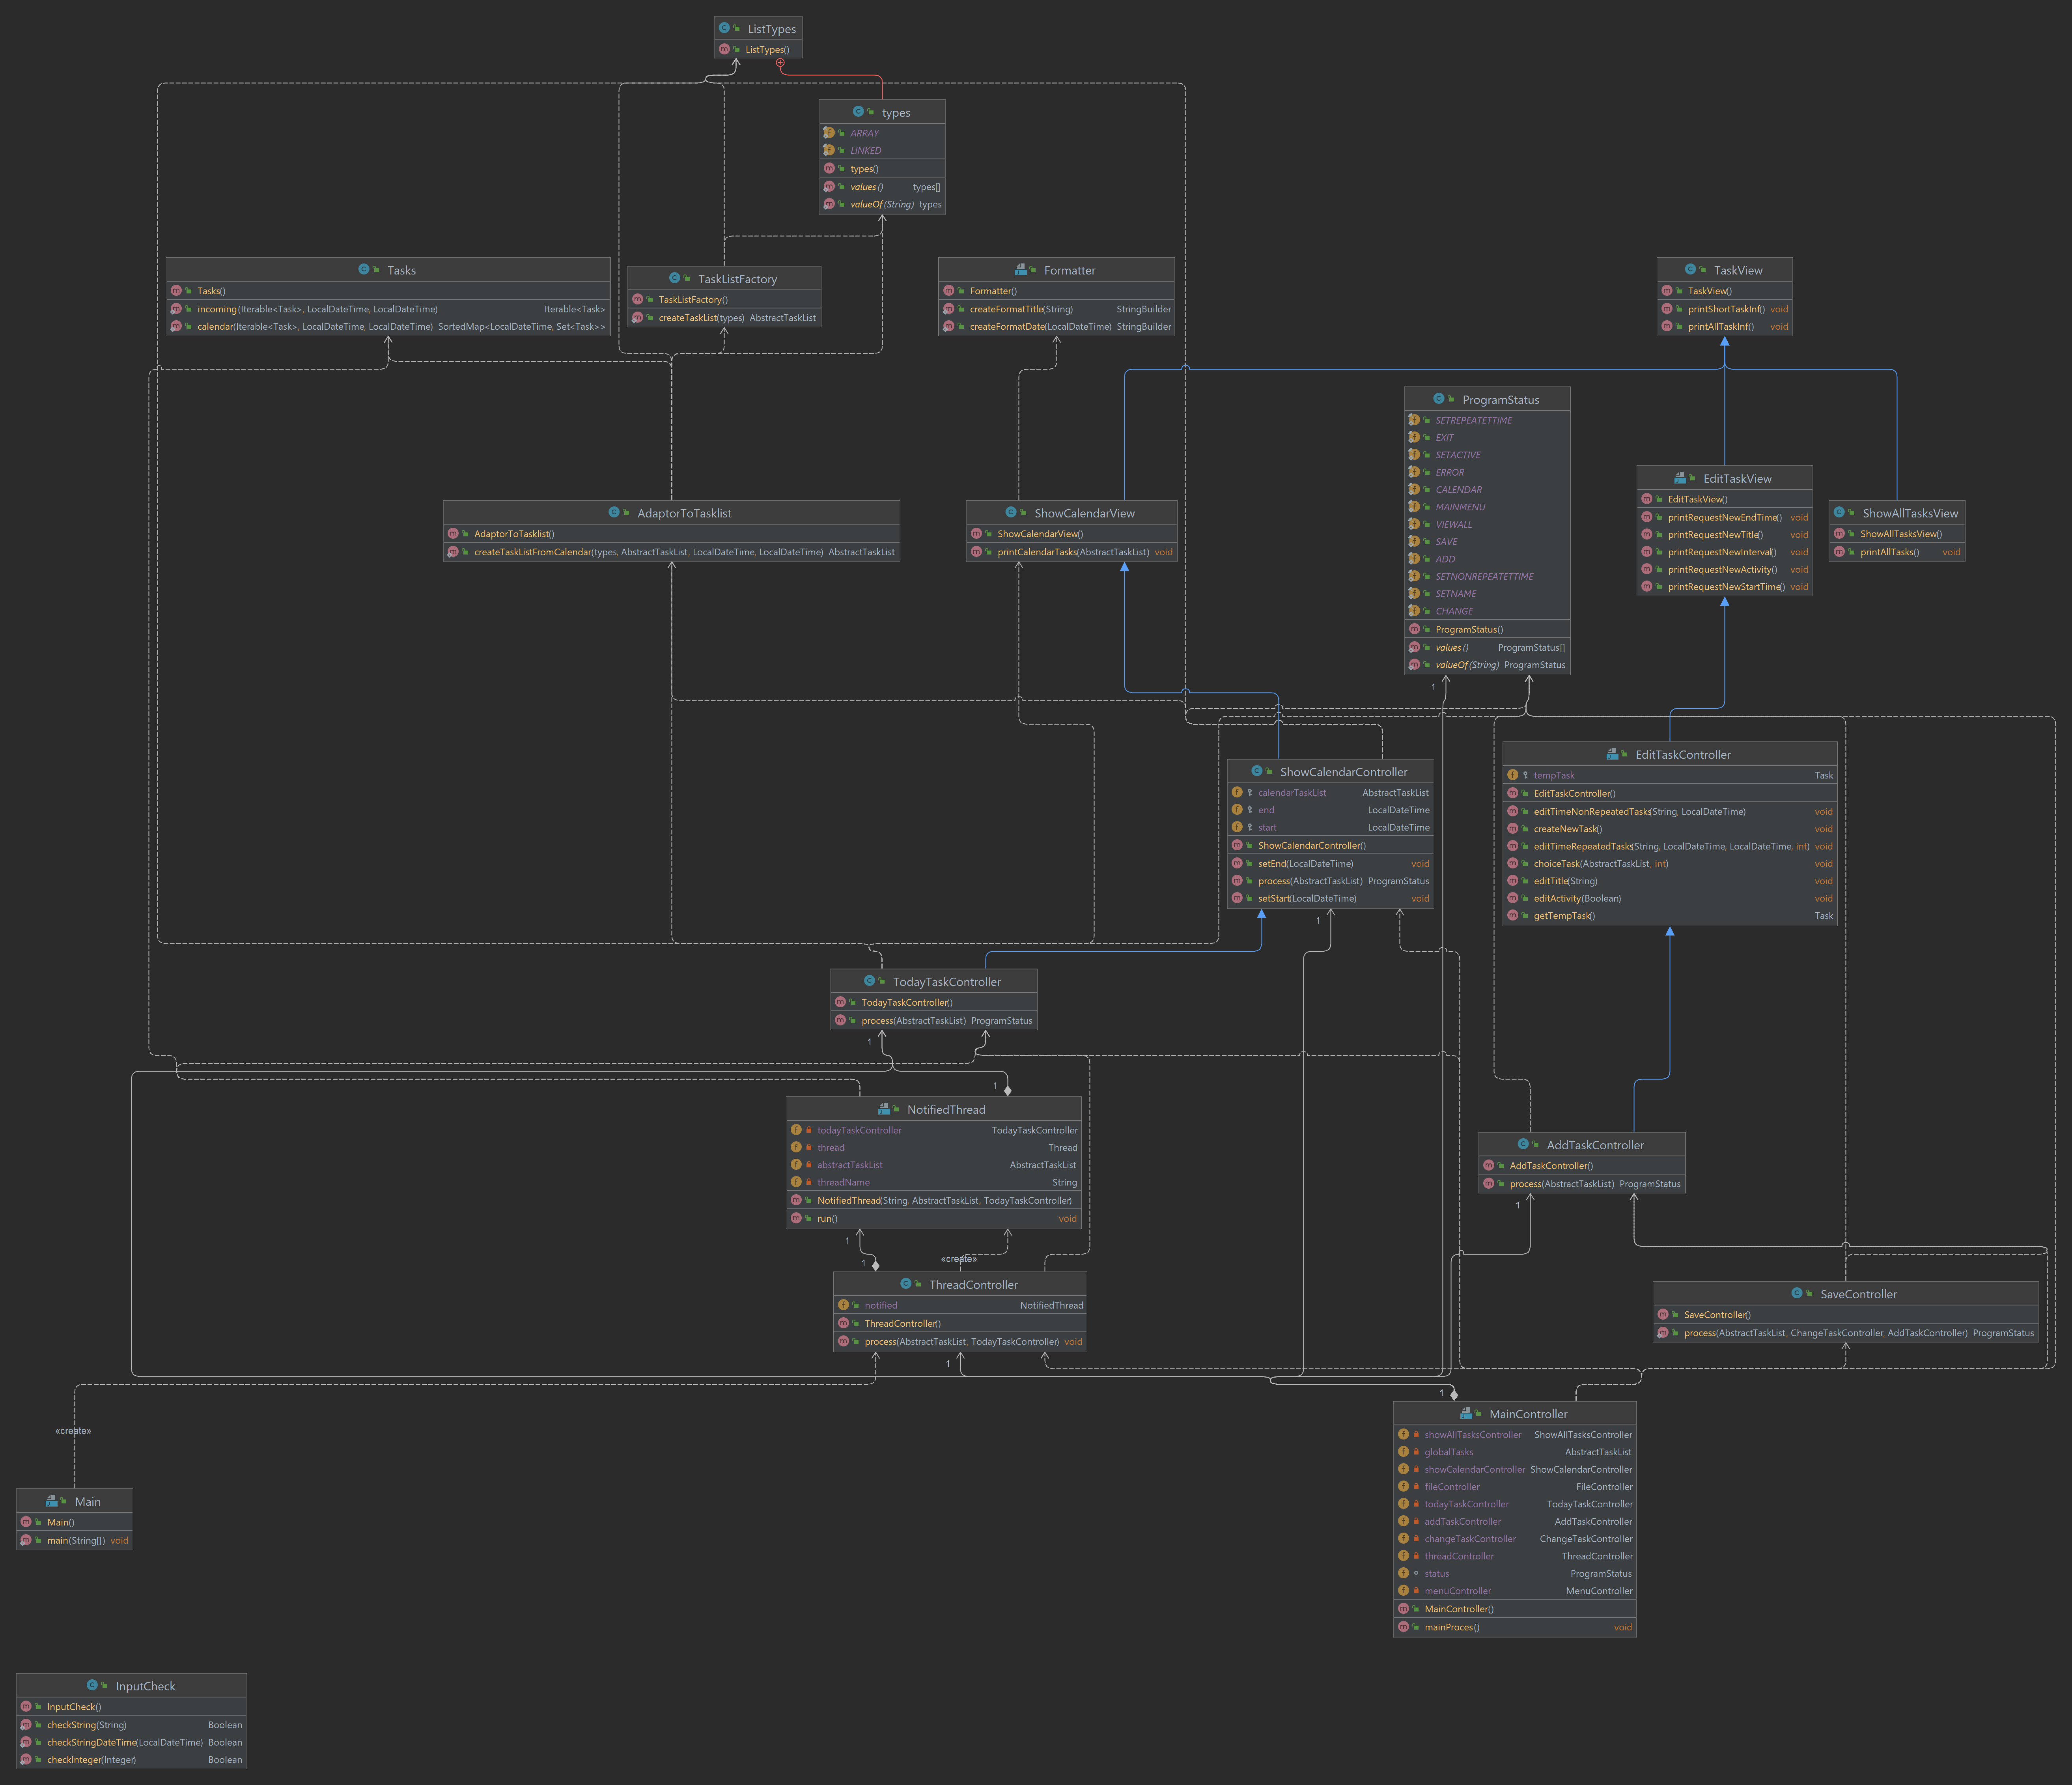 ListTypes
ListTypes()
types
ARRAY
LINKED
types()
values() types[]
valueOf(String) types
Tasks
Tasks()
incoming(Iterable<Task>, LocalDateTime, LocalDateTime) Iterable<Task>
calendar(Iterable<Task>, LocalDateTime, LocalDateTime) SortedMap<LocalDateTime, Set<Task>>
TaskListFactory
TaskListFactory()
createTaskList(types) AbstractTaskList
Formatter
Formatter()
createFormatTitle(String) StringBuilder
createFormatDate(LocalDateTime) StringBuilder
TaskView
TaskView()
printShortTaskInf() void
printAllTaskInf() void
ProgramStatus
SETREPEATETTIME
EXIT
SETACTIVE
ERROR
CALENDAR
MAINMENU
VIEWALL
SAVE
ADD
SETNONREPEATETTIME
SETNAME
CHANGE
ProgramStatus()
values() ProgramStatus[]
valueOf(String) ProgramStatus
1
EditTaskView
EditTaskView()
printRequestNewEndTime() void
printRequestNewTitle() void
printRequestNewInterval() void
printRequestNewActivity() void
printRequestNewStartTime() void
ShowAllTasksView
ShowAllTasksView()
printAllTasks() void
AdaptorToTasklist
AdaptorToTasklist()
createTaskListFromCalendar(types, AbstractTaskList, LocalDateTime, LocalDateTime) AbstractTaskList
ShowCalendarView
ShowCalendarView()
printCalendarTasks(AbstractTaskList) void
ShowCalendarController
calendarTaskList AbstractTaskList
end LocalDateTime
start LocalDateTime
ShowCalendarController()
setEnd(LocalDateTime) void
process(AbstractTaskList) ProgramStatus
setStart(LocalDateTime) void
1
EditTaskController
tempTask Task
EditTaskController()
editTimeNonRepeatedTasks(String, LocalDateTime) void
createNewTask() void
editTimeRepeatedTasks(String, LocalDateTime, LocalDateTime, int) void
choiceTask(AbstractTaskList, int) void
editTitle(String) void
editActivity(Boolean) void
getTempTask() Task
TodayTaskController
TodayTaskController()
process(AbstractTaskList) ProgramStatus
1
1
NotifiedThread
todayTaskController TodayTaskController
thread Thread
abstractTaskList AbstractTaskList
threadName String
NotifiedThread(String, AbstractTaskList, TodayTaskController)
run() void
1
«create»
1
AddTaskController
AddTaskController()
process(AbstractTaskList) ProgramStatus
1
ThreadController
notified NotifiedThread
ThreadController()
process(AbstractTaskList, TodayTaskController) void
1
SaveController
SaveController()
process(AbstractTaskList, ChangeTaskController, AddTaskController) ProgramStatus
1
MainController
showAllTasksController ShowAllTasksController
globalTasks AbstractTaskList
showCalendarController ShowCalendarController
fileController FileController
todayTaskController TodayTaskController
addTaskController AddTaskController
changeTaskController ChangeTaskController
threadController ThreadController
status ProgramStatus
menuController MenuController
MainController()
mainProces() void
«create»
Main
Main()
main(String[]) void
InputCheck
InputCheck()
checkString(String) Boolean
checkStringDateTime(LocalDateTime) Boolean
checkInteger(Integer) Boolean